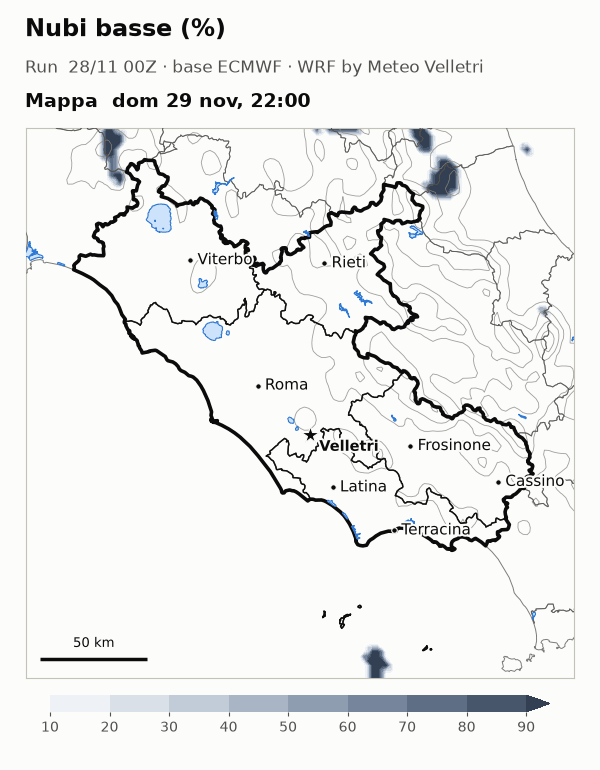 Nubi basse (%)
Run  28/11 00Z · base ECMWF · WRF by Meteo Velletri
Mappa  dom 29 nov, 22:00
Viterbo
Rieti
Roma
Velletri
Frosinone
Latina
Cassino
Terracina
50 km
10 20 30 40 50 60 70 80 90